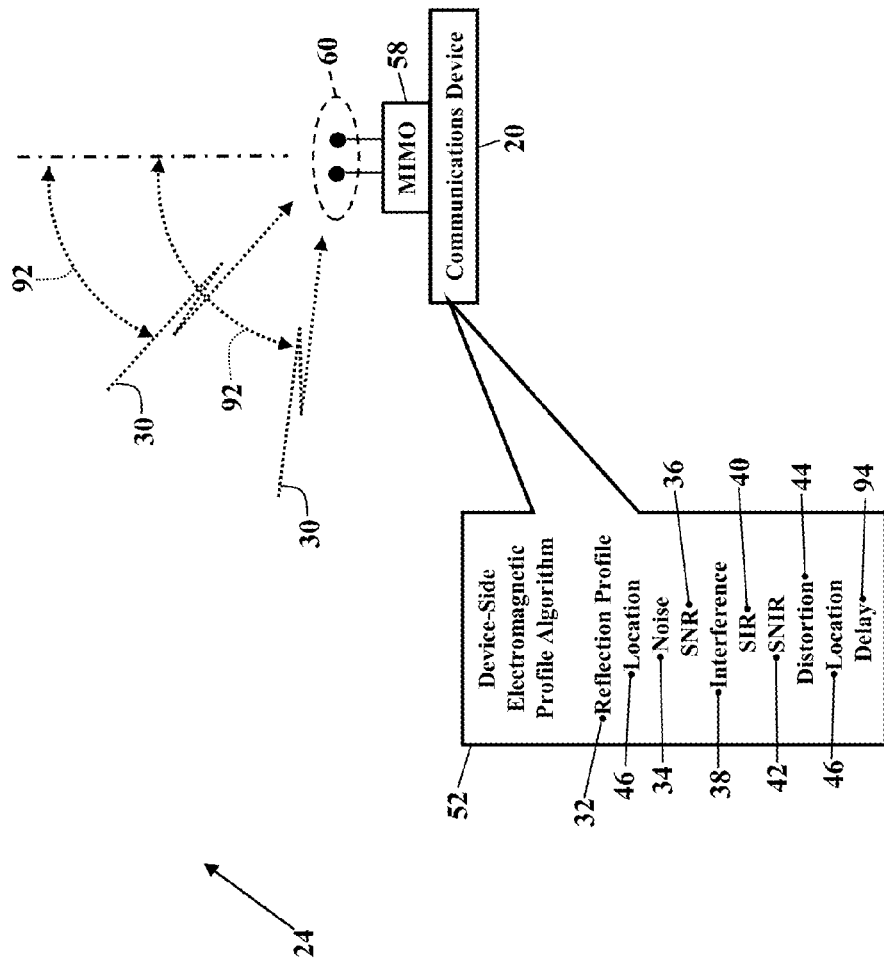 60
58
MIMO
Communications Device
20
92
92
30
30
52
Device-Side
Electromagnetic
Profile Algorithm
32
•Reflection Profile
46
•Location
34
•Noise
SNR•
36
38
•Interference
SIR•
40
42
•SNIR
Distortion•
44
46
•Location
Delay•
94
24